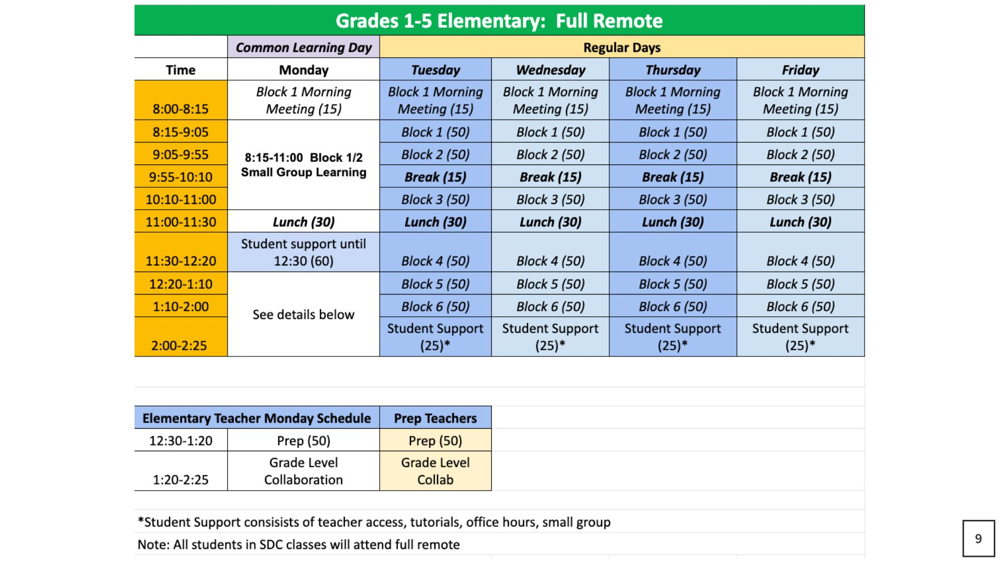 Grades 1-5 Elementary:  Full Remote
Common Learning Day Regular Days
Time Monday Tuesday Wednesday Thursday Friday
Block 1 Morning Block 1 Morning Block 1 Morning Block 1 Morning Block 1 Morning
8:00-8:15 Meeting (15) Meeting (15) Meeting (15) Meeting (15) Meeting (15)
8:15-9:05 Block 1 (50) Block 1 (50) Block 1 (50) Block 1 (50)
9:05-9:55 8:15-11:00  Block 1/2 Block 2 (50) Block 2 (50) Block 2 (50) Block 2 (50)
9:55-10:10 Small Group Learning Break (15) Break (15) Break (15) Break (15)
10:10-11:00 Block 3 (50) Block 3 (50) Block 3 (50) Block 3 (50)
11:00-11:30 Lunch (30) Lunch (30) Lunch (30) Lunch (30) Lunch (30)
Student support until
11:30-12:20 12:30 (60) Block 4 (50) Block 4 (50) Block 4 (50) Block 4 (50)
12:20-1:10 Block 5 (50) Block 5 (50) Block 5 (50) Block 5 (50)
1:10-2:00 See details below Block 6 (50) Block 6 (50) Block 6 (50) Block 6 (50)
Student Support Student Support Student Support Student Support
2:00-2:25 (25)* (25)* (25)* (25)*
Elementary Teacher Monday Schedule Prep Teachers
12:30-1:20 Prep (50) Prep (50)
Grade Level Grade Level
1:20-2:25 Collaboration Collab
*Student Support consisists of teacher access, tutorials, office hours, small group
Note: All students in SDC classes will attend full remote
9